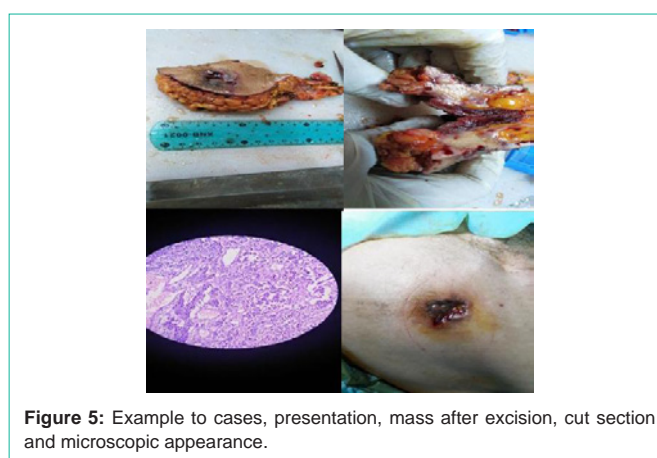 Figure 5: Example to cases, presentation, mass after excision, cut section
and microscopic appearance.